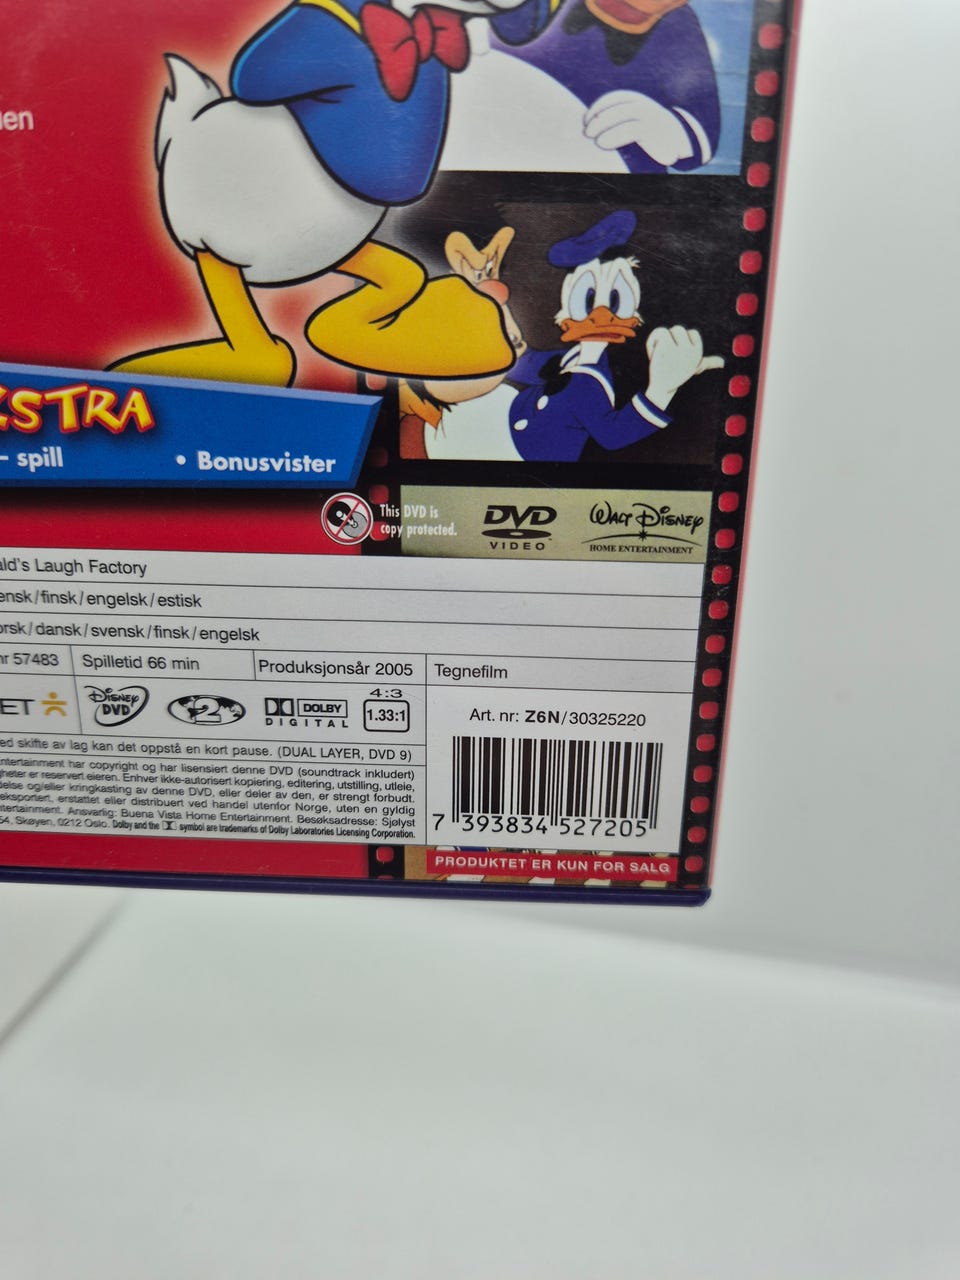 uen
KSTRA
– spill
• Bonusvister
This DVD is
copy protected.
DVD
VIDEO
WALT DISNEY
HOME ENTERTAINMENT
ald's Laugh Factory
ensk/finsk/engelsk/estisk
orsk/dansk/svensk/finsk/engelsk
nr 57483 Spilletid 66 min Produksjonsår 2005 Tegnefilm
ET
DISNEY
DVD
2
DOLBY
DIGITAL
4:3
1.33:1
Art. nr: Z6N/30325220
ed skifte av lag kan det oppstå en kort pause. (DUAL LAYER, DVD 9)
ntertainment har copyright og har lisensiert denne DVD (soundtrack inkludert)
gheter er reservert eieren. Enhver ikke-autorisert kopiering, editering, utstilling, utleie,
delse og/eller kringkasting av denne DVD, eller deler av den, er strengt forbudt.
eksportert, erstattet eller distribuert ved handel utenfor Norge, uten en gyldig
ntertainment. Ansvarlig: Buena Vista Home Entertainment. Besøksadresse: Sjølyst
54, Skøyen, 0212 Oslo. Dolby and the symbol are trademarks of Dolby Laboratories Licensing Corporation.
7 393834 527205
PRODUKTET ER KUN FOR SALG